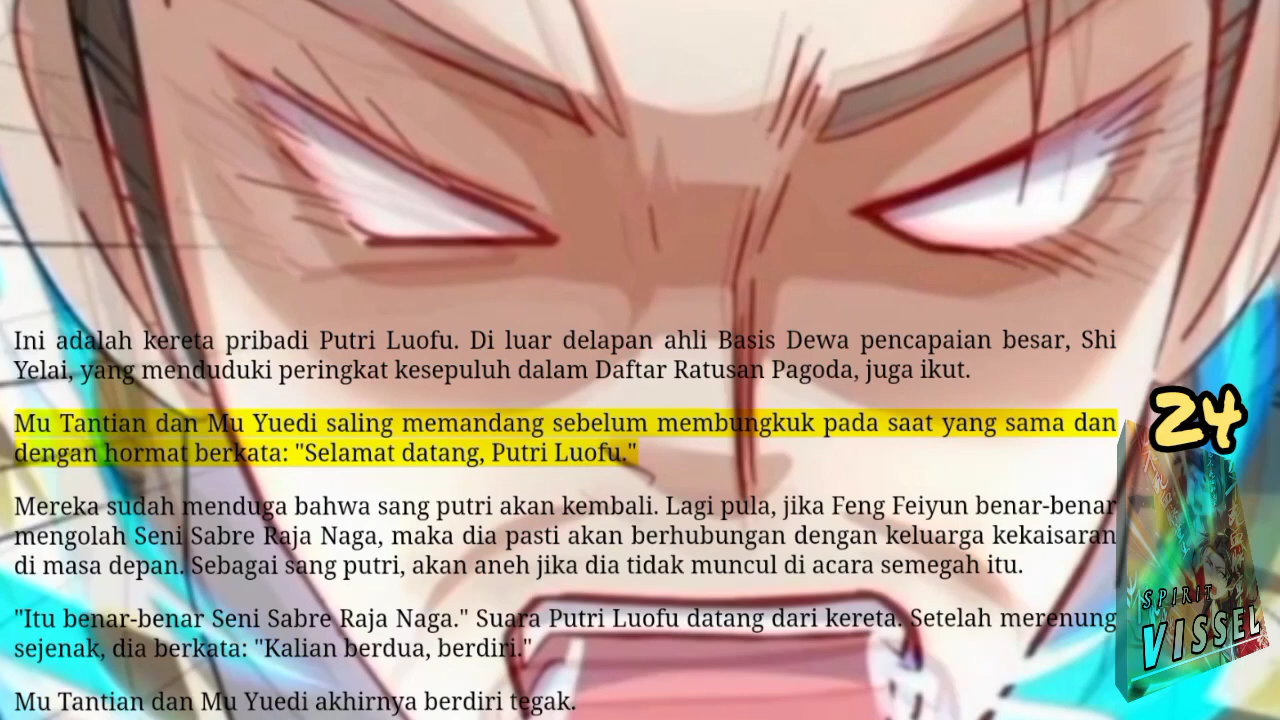 Ini adalah kereta pribadi Putri Luofu. Di luar delapan ahli Basis Dewa pencapaian besar, Shi
Yelai, yang menduduki peringkat kesepuluh dalam Daftar Ratusan Pagoda, juga ikut.
Mu Tantian dan Mu Yuedi saling memandang sebelum membungkuk pada saat yang sama dan
dengan hormat berkata: "Selamat datang, Putri Luofu."
Mereka sudah menduga bahwa sang putri akan kembali. Lagi pula, jika Feng Feiyun benar-benar
mengolah Seni Sabre Raja Naga, maka dia pasti akan berhubungan dengan keluarga kekaisaran
di masa depan. Sebagai sang putri, akan aneh jika dia tidak muncul di acara semegah itu.
"Itu benar-benar Seni Sabre Raja Naga." Suara Putri Luofu datang dari kereta. Setelah merenung
sejenak, dia berkata: "Kalian berdua, berdiri."
Mu Tantian dan Mu Yuedi akhirnya berdiri tegak.
24
SPIRIT
VISSEL